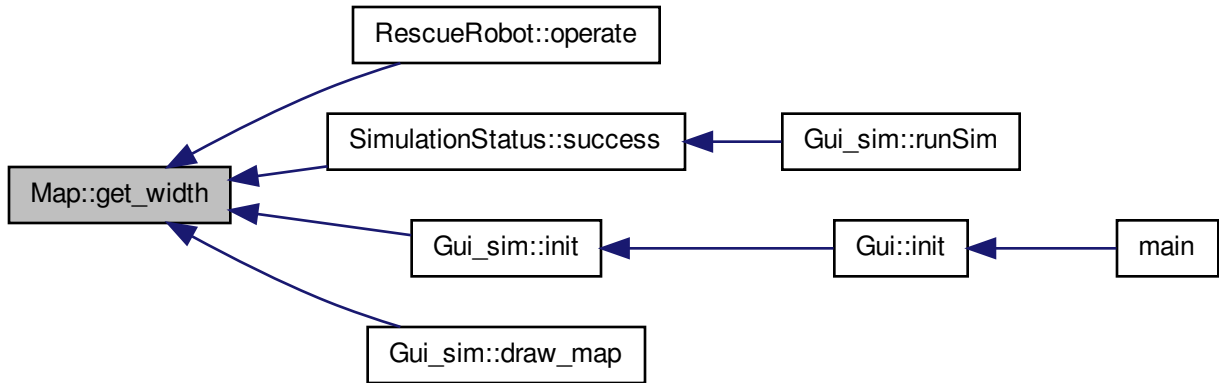 RescueRobot::operate
SimulationStatus::success
Gui_sim::runSim
Map::get_width
Gui_sim::init
Gui::init
main
Gui_sim::draw_map